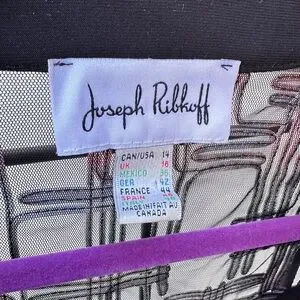 Joseph Ribkoff
CAN/USA 14
UK 16
MEXICO 36
GER 42
FRANCE 44
SPAIN
MADE IN/FAIT AU
CANADA